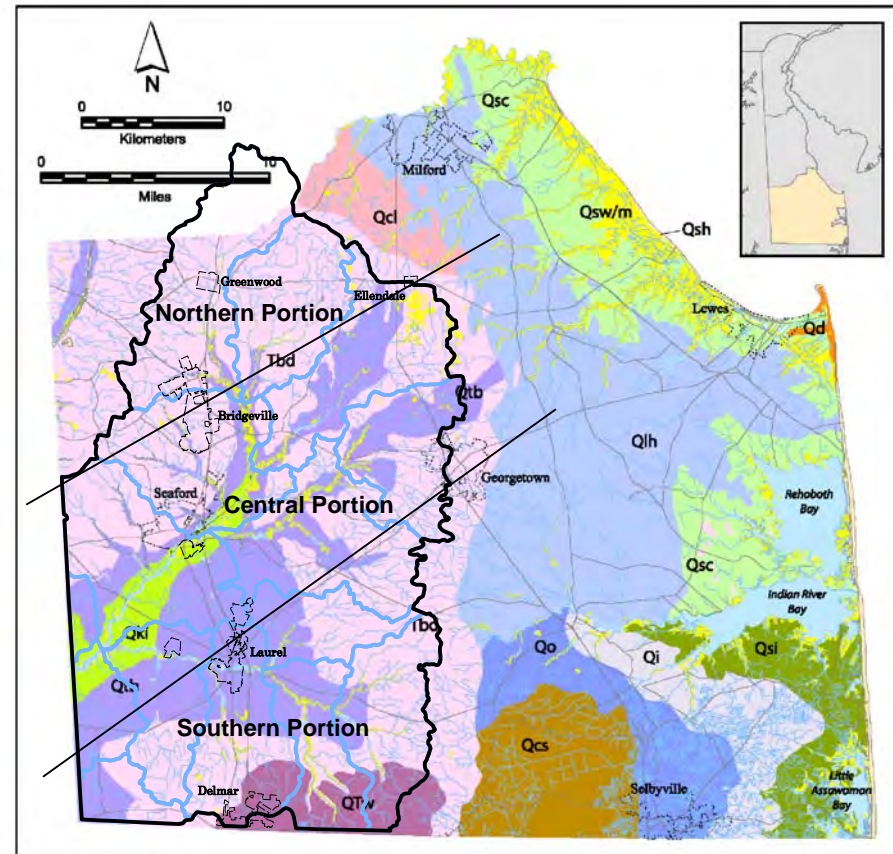 N
0
10
Kilometers
0
10
Miles
Qsc
Milford
Qcl
Qsw/m
Qsh
Greenwood
Ellendale
Northern Portion
Lewes
Qd
Tbd
Bridgeville
Qtb
Qlh
Georgetown
Seaford
Central Portion
Rehoboth
Bay
Qsc
Indian River
Bay
Qkl
Tbd
Qo
Qi
Qsi
Laurel
Southern Portion
Qcs
Delmar
QTw
Selbyville
Little
Assawoman
Bay